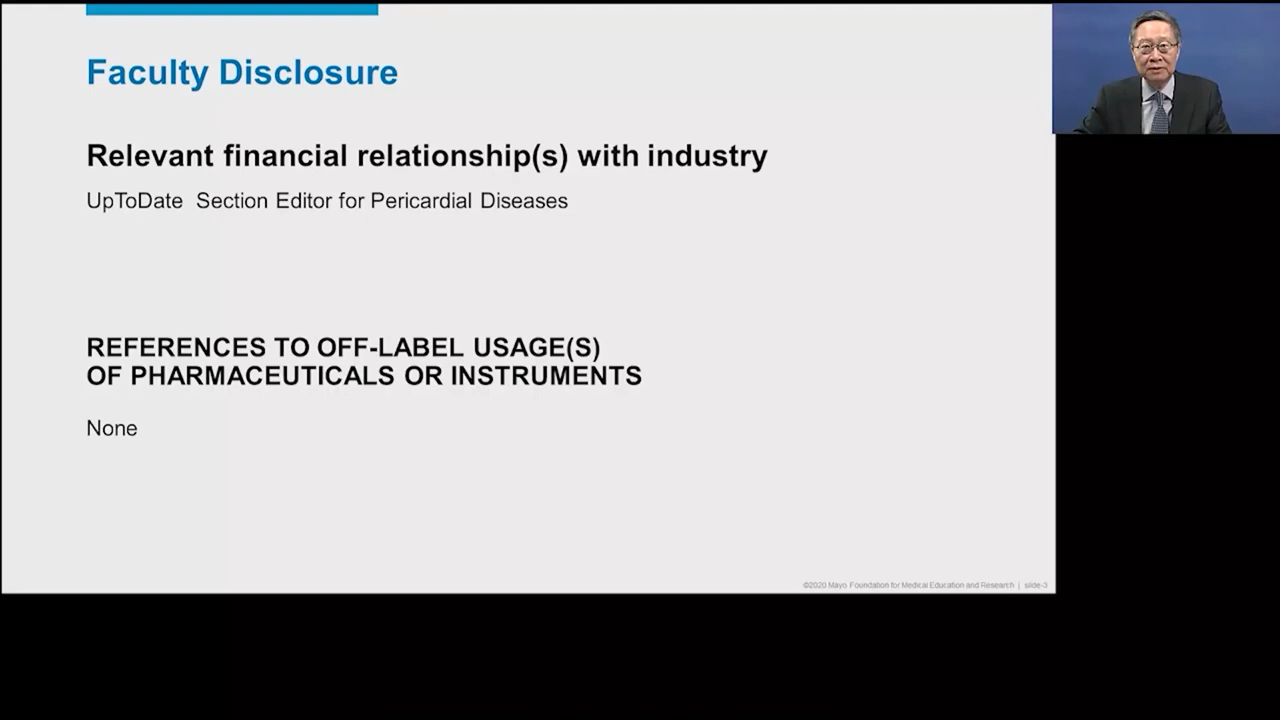 Faculty Disclosure
Relevant financial relationship(s) with industry
UpToDate Section Editor for Pericardial Diseases
REFERENCES TO OFF-LABEL USAGE(S)
OF PHARMACEUTICALS OR INSTRUMENTS
None
©2020 Mayo Foundation for Medical Education and Research | slide-3